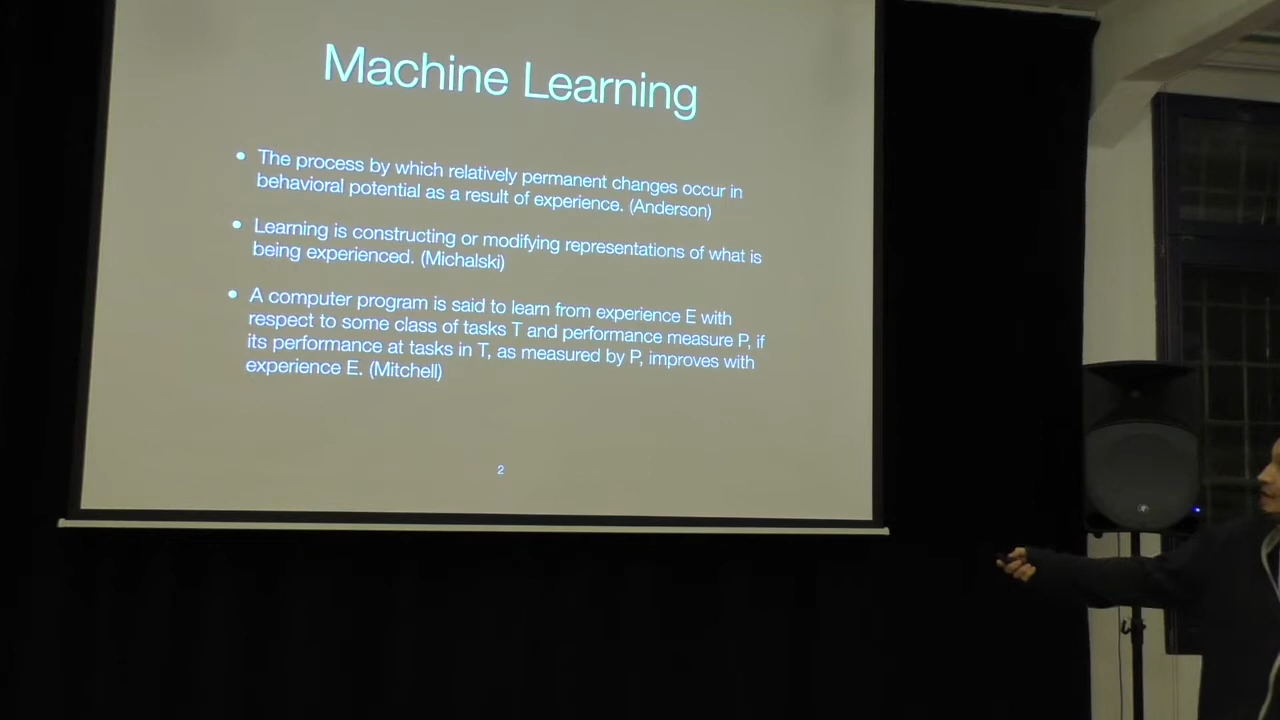 Machine Learning
• The process by which relatively permanent changes occur in
behavioral potential as a result of experience. (Anderson)
• Learning is constructing or modifying representations of what is
being experienced. (Michalski)
• A computer program is said to learn from experience E with
respect to some class of tasks T and performance measure P, if
its performance at tasks in T, as measured by P, improves with
experience E. (Mitchell)
2